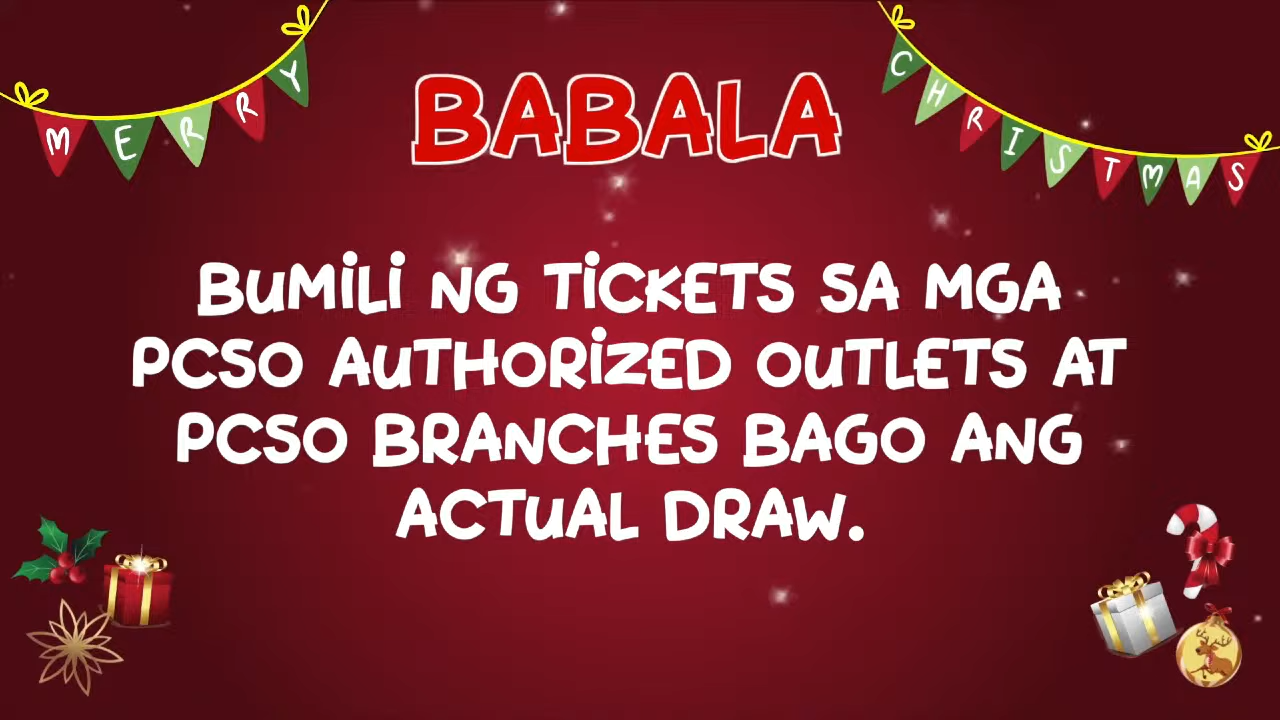 MERRY
CHRISTMAS
BABALA
BUMILI NG TICKETS SA MGA
PCSO AUTHORIZED OUTLETS AT
PCSO BRANCHES BAGO ANG
ACTUAL DRAW.